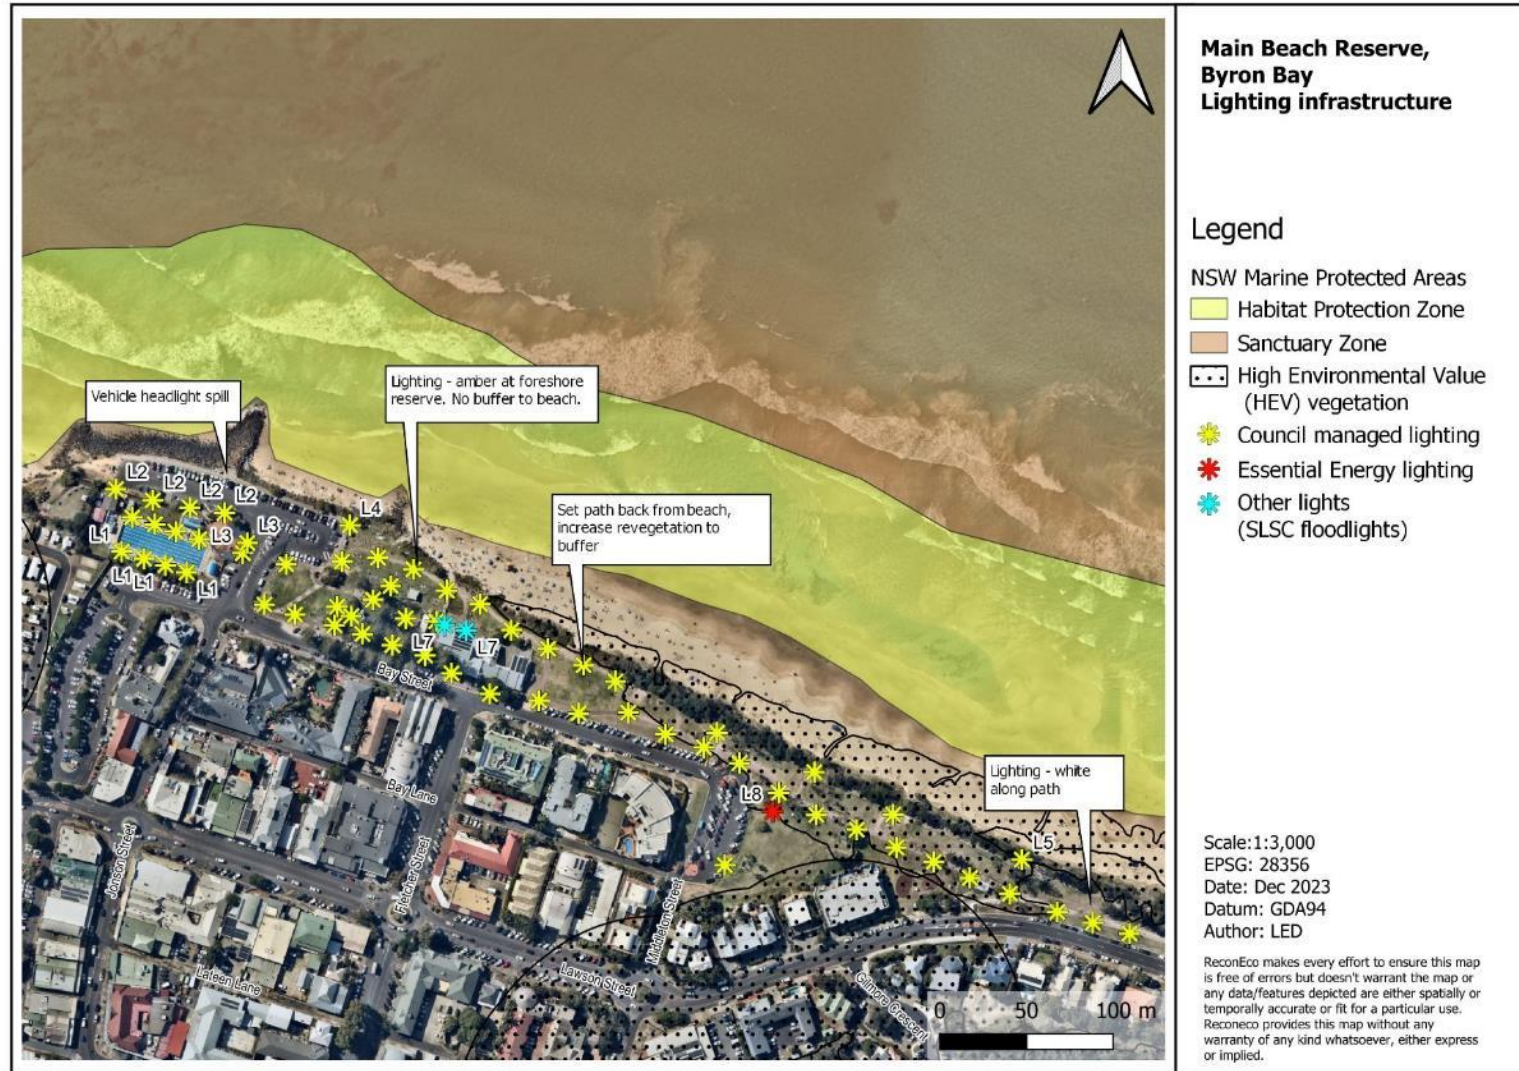 Main Beach Reserve,
Byron Bay
Lighting infrastructure
Legend
NSW Marine Protected Areas
Habitat Protection Zone
Sanctuary Zone
High Environmental Value
(HEV) vegetation
Council managed lighting
Essential Energy lighting
Other lights
(SLSC floodlights)
Scale:1:3,000
EPSG: 28356
Date: Dec 2023
Datum: GDA94
Author: LED
ReconEco makes every effort to ensure this map
is free of errors but doesn't warrant the map or
any data/features depicted are either spatially or
temporally accurate or fit for a particular use.
Reconeco provides this map without any
warranty of any kind whatsoever, either express
or implied.
Vehicle headlight spill
Lighting - amber at foreshore
reserve. No buffer to beach.
Set path back from beach,
increase revegetation to
buffer
Lighting - white
along path
L2
L2
L2
L2
L4
L3
L3
L1
L1
L1
L1
L7
L7
L8
L5
Bay Street
Bay Lane
Jonson Street
Fletcher Street
Middleton Street
Lawson Street
Lateen Lane
Gilmore Crescent
0 50 100 m